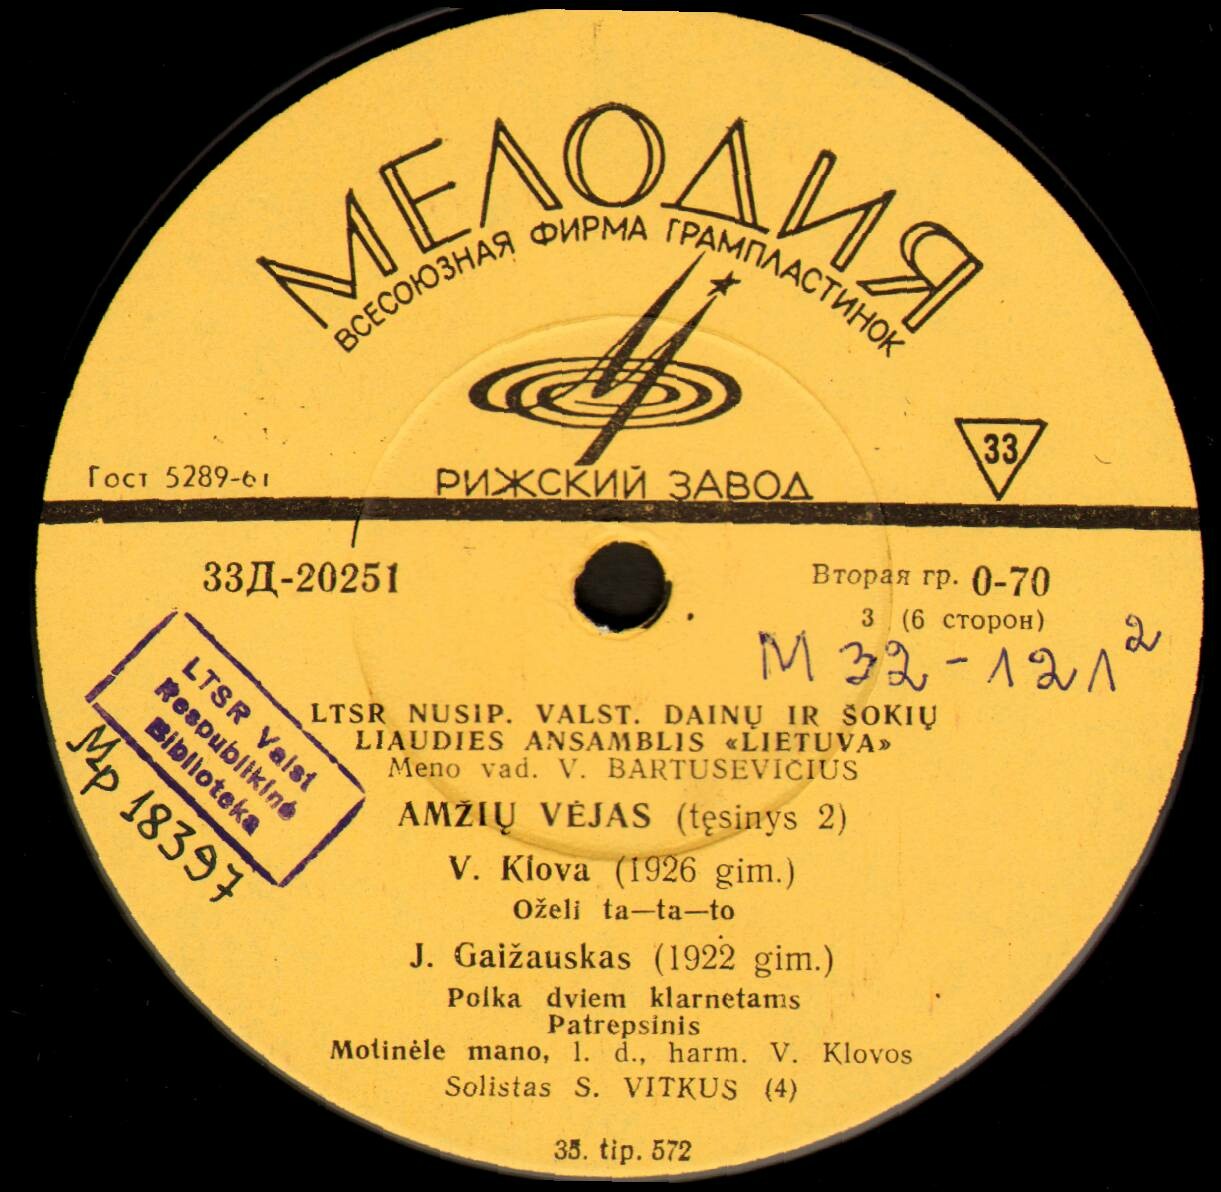 МЕЛОДИЯ
ВСЕСОЮЗНАЯ ФИРМА ГРАМПЛАСТИНОК
33
РИЖСКИЙ ЗАВОД
Гост 5289-61
33Д-20251
Вторая гр. 0-70
3 (6 сторон)
М 32-121²
LTSR Valst
Respublikinė
Biblioteka
Мр 18397
LTSR NUSIP. VALST. DAINŲ IR ŠOKIŲ
LIAUDIES ANSAMBLIS «LIETUVA»
Meno vad. V. BARTUSEVIČIUS
AMŽIŲ VĖJAS (tęsinys 2)
V. Klova (1926 gim.)
Oželi ta—ta—to
J. Gaižauskas (1922 gim.)
Polka dviem klarnetams
Patrepsinis
Motinėle mano, l. d., harm. V. Klovos
Solistas S. VITKUS (4)
35. tip. 572